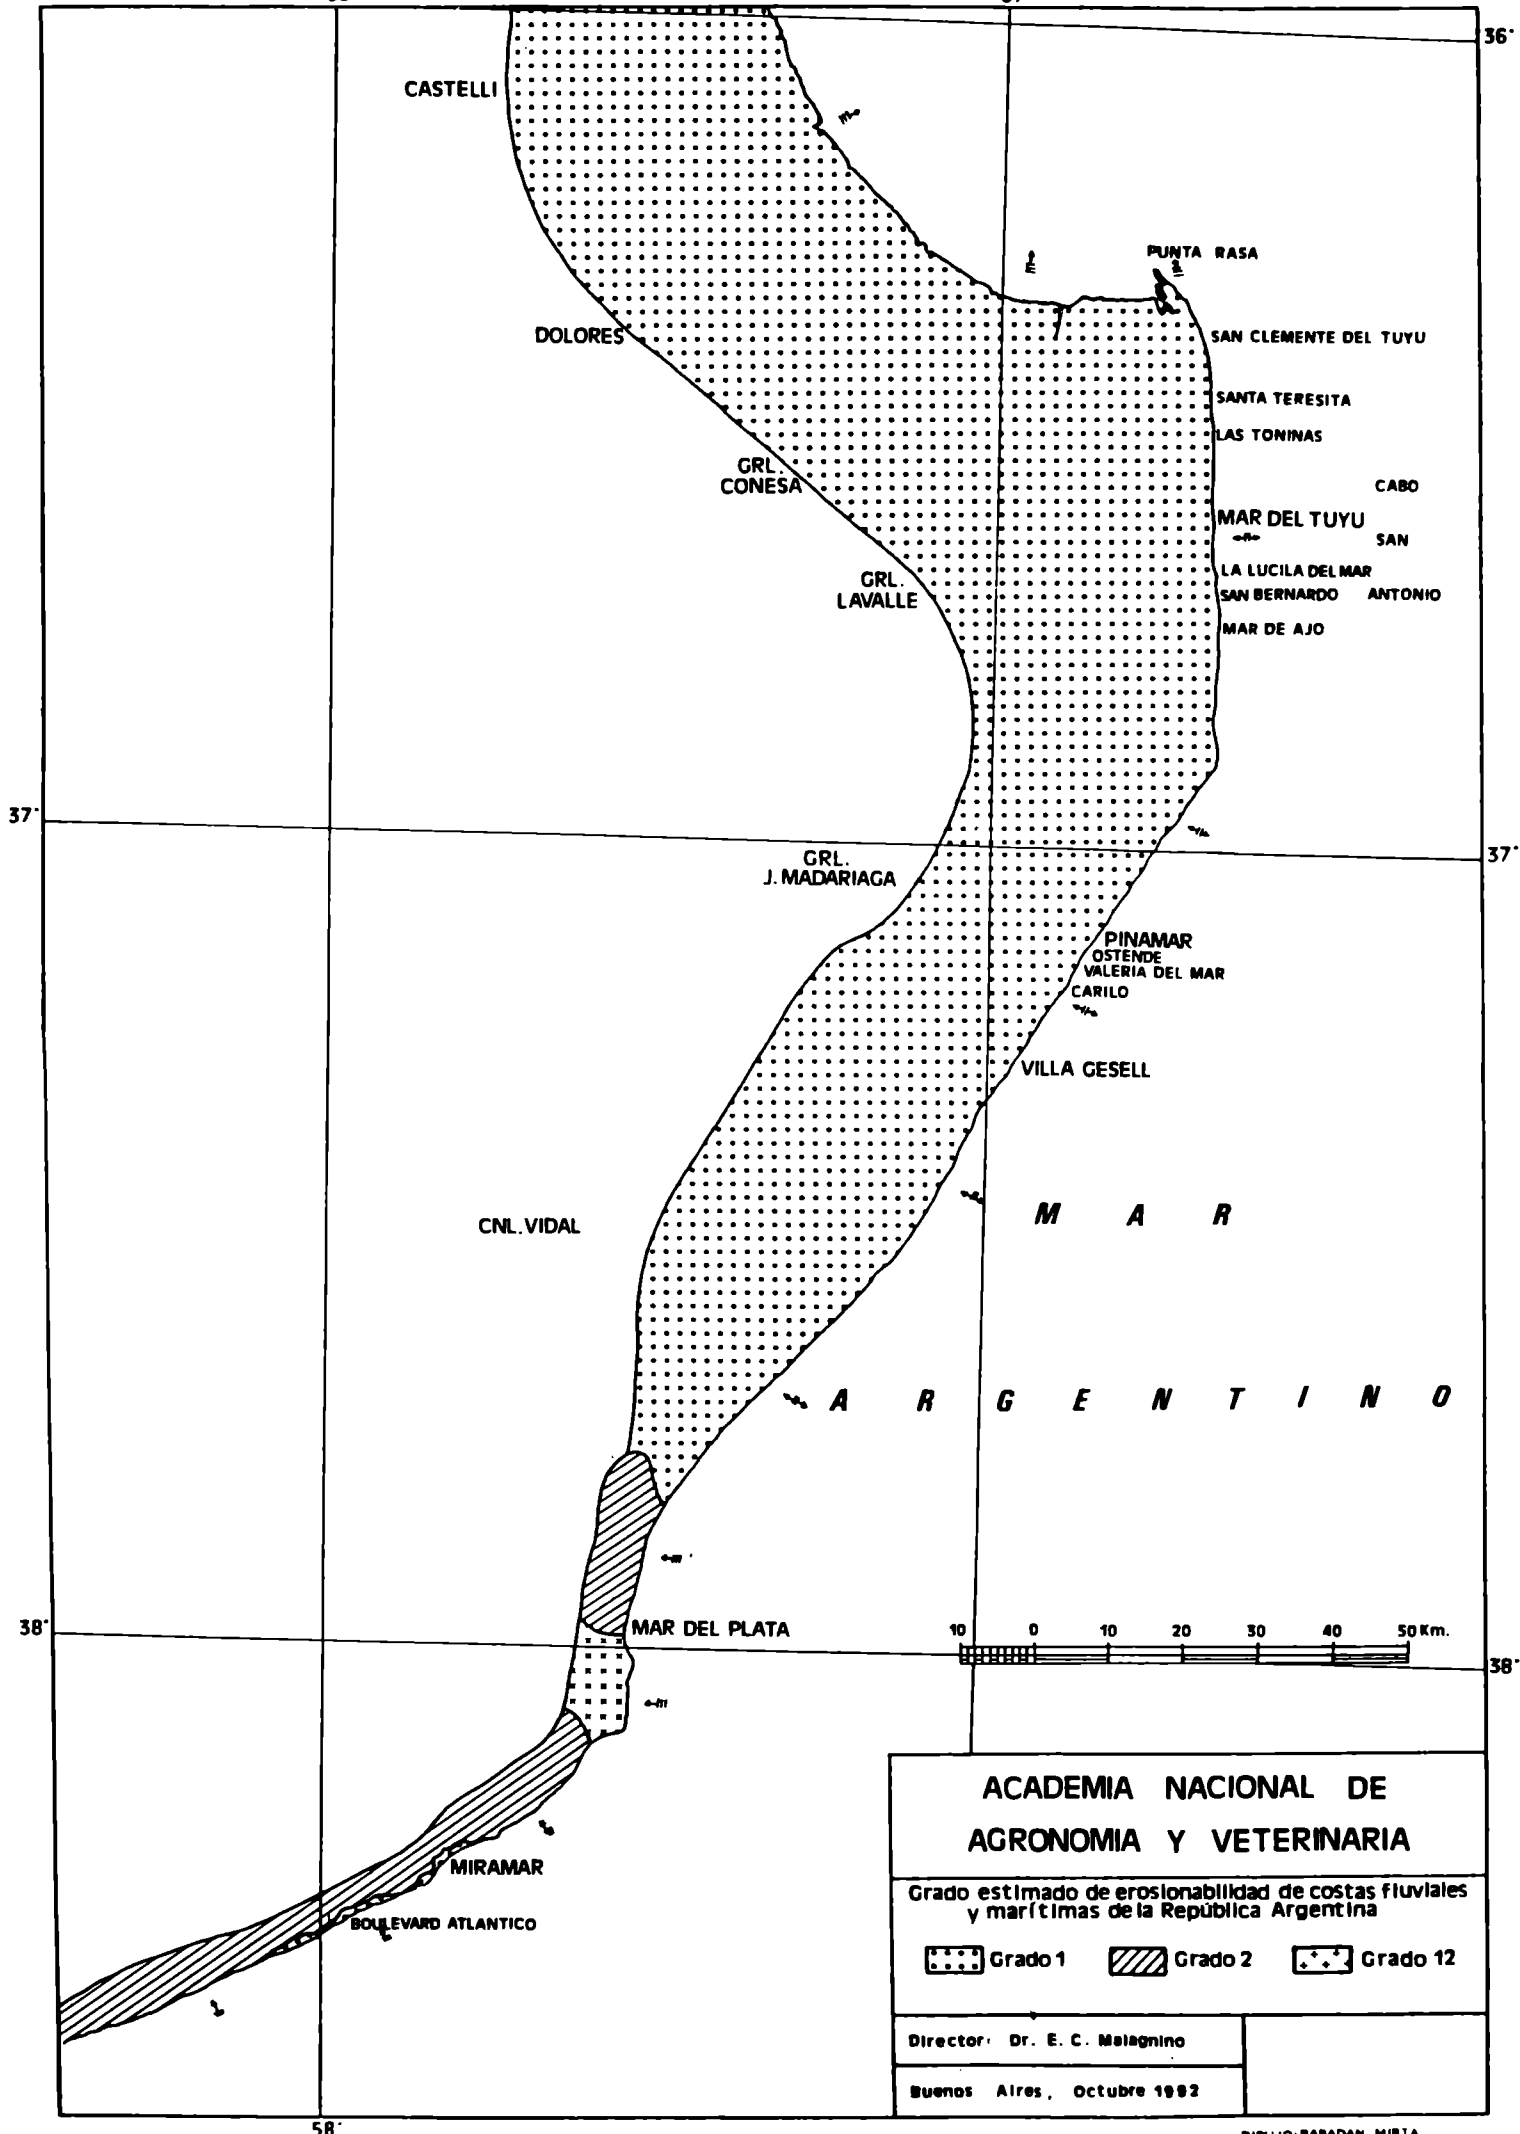 36°
CASTELLI
PUNTA RASA
DOLORES
SAN CLEMENTE DEL TUYU
SANTA TERESITA
LAS TONINAS
GRL.
CONESA
CABO
MAR DEL TUYU
SAN
GRL.
LAVALLE
LA LUCILA DEL MAR
SAN BERNARDO
ANTONIO
MAR DE AJO
37°
37°
GRL.
J. MADARIAGA
PINAMAR
OSTENDE
VALERIA DEL MAR
CARILO
VILLA GESELL
CNL. VIDAL
MAR
ARGENTINO
38°
MAR DEL PLATA
10 0 10 20 30 40 50 Km.
38°
MIRAMAR
BOULEVARD ATLANTICO
58°
ACADEMIA NACIONAL DE
AGRONOMIA Y VETERINARIA
Grado estimado de erosionabilidad de costas fluviales
y marítimas de la República Argentina
Grado 1 Grado 2 Grado 12
Director: Dr. E. C. Malagnino
Buenos Aires, Octubre 1992